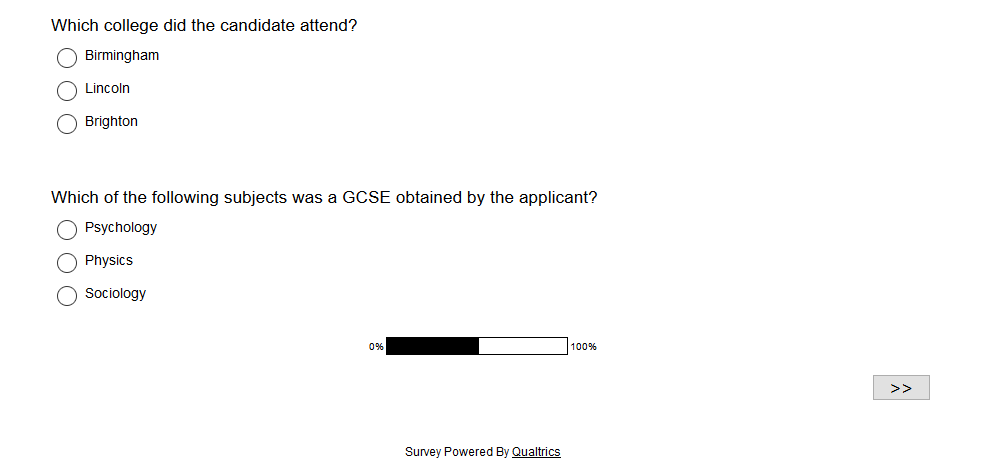 Which college did the candidate attend?
Birmingham
Lincoln
Brighton
Which of the following subjects was a GCSE obtained by the applicant?
Psychology
Physics
Sociology
0% 100%
>>
Survey Powered By Qualtrics